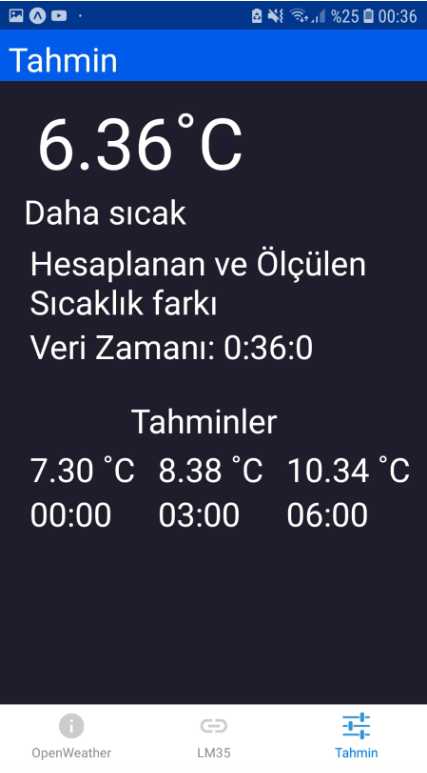 %25 00:36
Tahmin
6.36°C
Daha sıcak
Hesaplanan ve Ölçülen
Sıcaklık farkı
Veri Zamanı: 0:36:0
Tahminler
7.30 °C 8.38 °C 10.34 °C
00:00 03:00 06:00
OpenWeather LM35 Tahmin